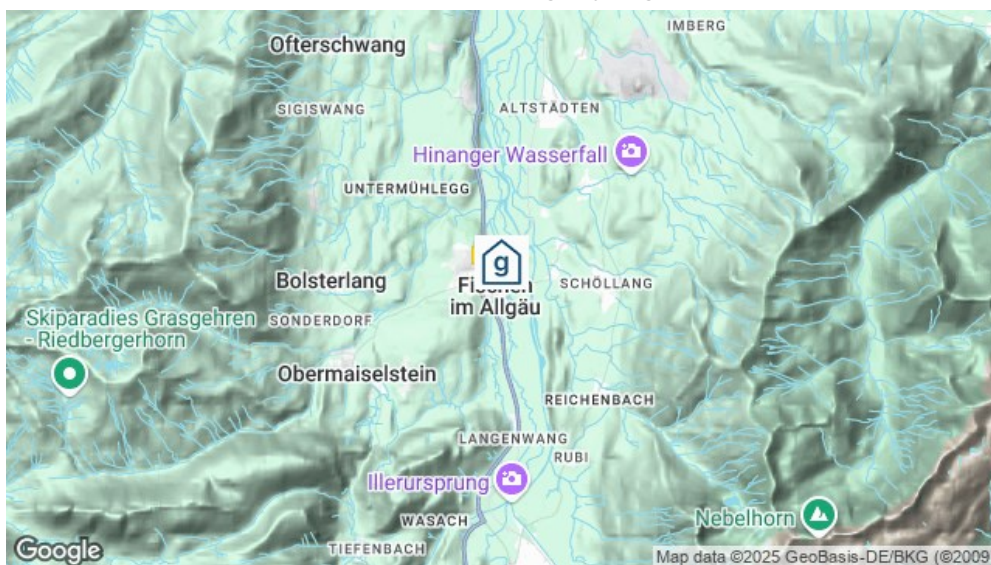 IMBERG
Ofterschwang
SIGISWANG
ALTSTÄDTEN
Hinanger Wasserfall
UNTERMÜHLEGG
g
Bolsterlang
SCHÖLLANG
Fischen
im Allgäu
Skiparadies Grasgehren
- Riedbergerhorn
SONDERDORF
Obermaiselstein
REICHENBACH
LANGENWANG
RUBI
Illerursprung
WASACH
Nebelhorn
TIEFENBACH
Google
Map data ©2025 GeoBasis-DE/BKG (©2009